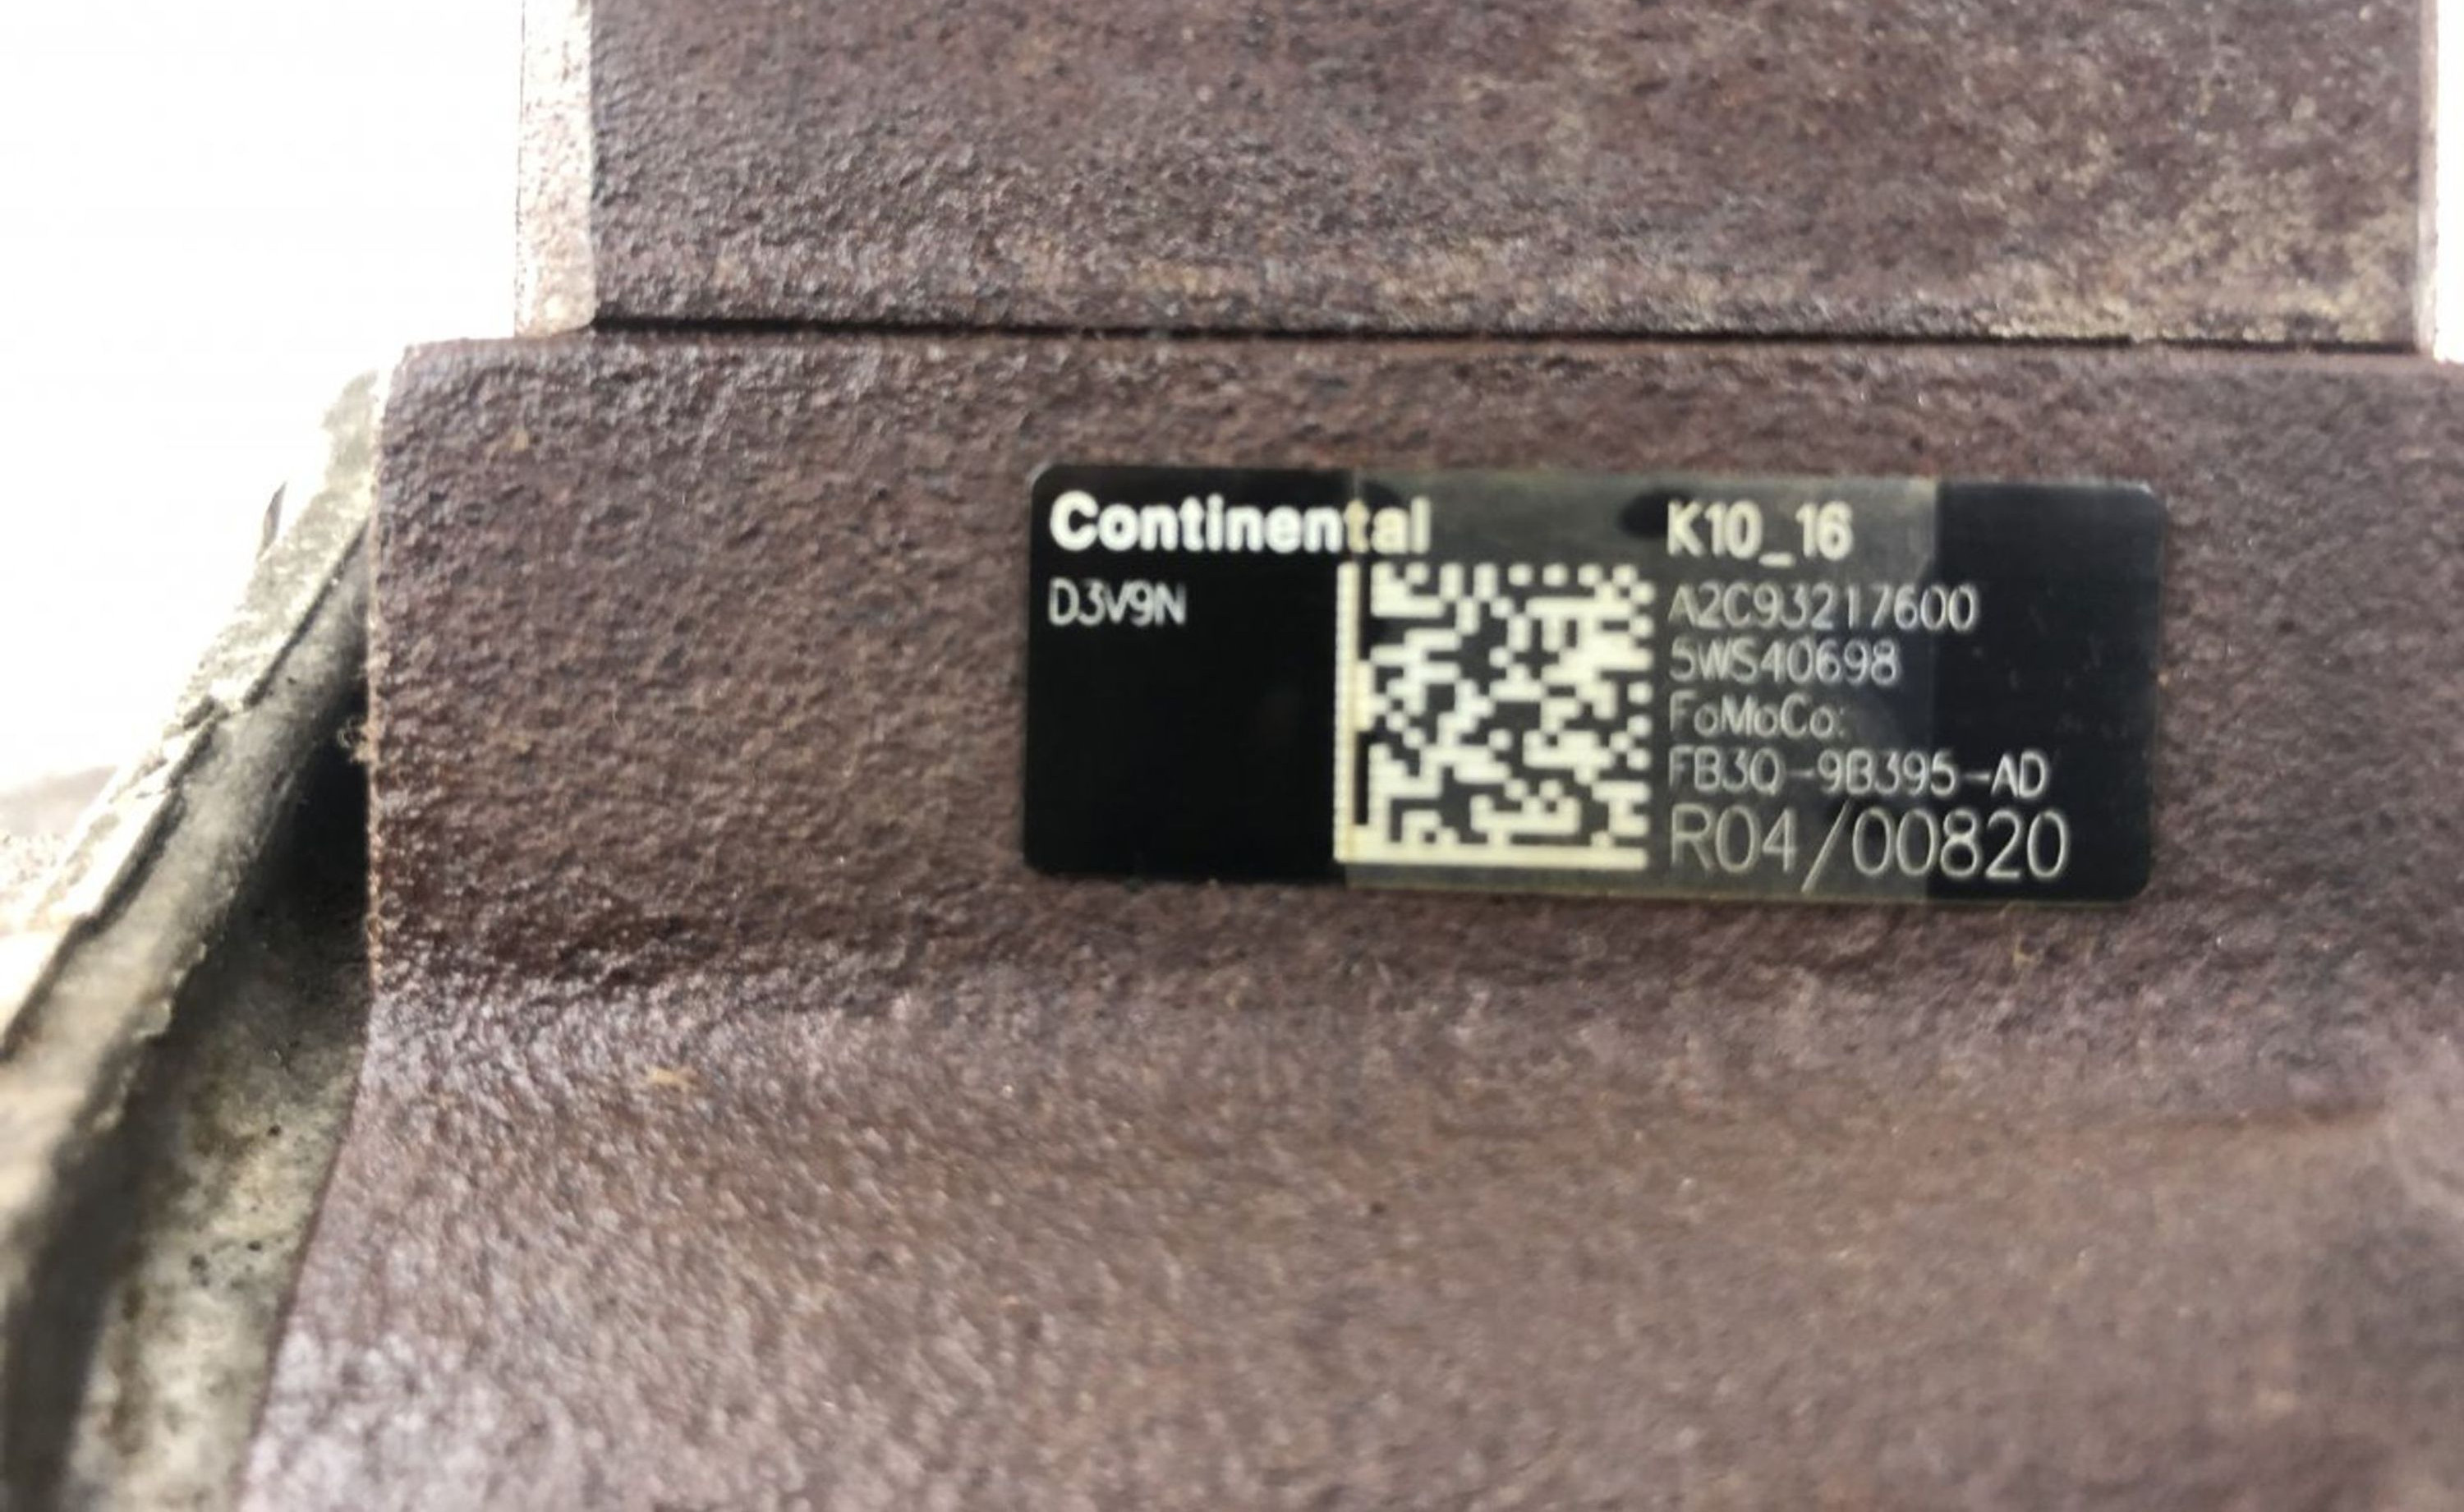 Continental K10_16
D3V9N
A2C93217600
5WS40698
FoMoCo:
FB3Q-9B395-AD
R04/00820